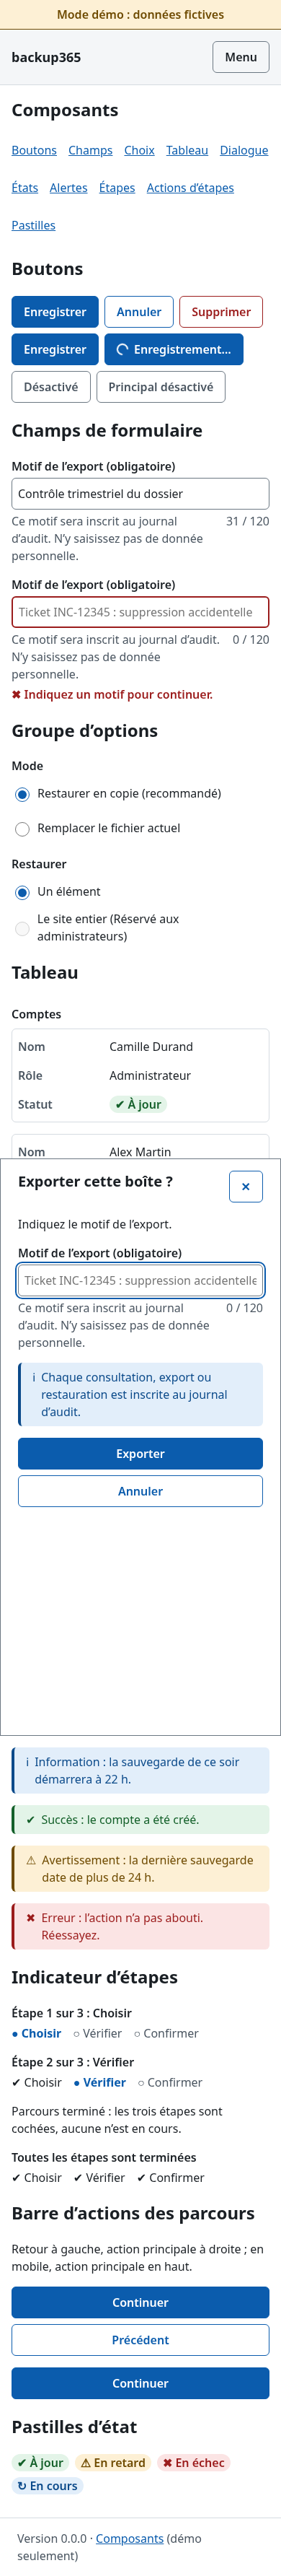 Mode démo : données fictives
backup365
Menu
Composants
Boutons Champs Choix Tableau Dialogue
États Alertes Étapes Actions d’étapes
Pastilles
Boutons
Enregistrer Annuler Supprimer
Enregistrer Enregistrement…
Désactivé Principal désactivé
Champs de formulaire
Motif de l’export (obligatoire)
Contrôle trimestriel du dossier
Ce motif sera inscrit au journal 31 / 120
d’audit. N’y saisissez pas de donnée
personnelle.
Motif de l’export (obligatoire)
Ticket INC-12345 : suppression accidentelle
Ce motif sera inscrit au journal d’audit. 0 / 120
N’y saisissez pas de donnée
personnelle.
✖ Indiquez un motif pour continuer.
Groupe d’options
Mode
Restaurer en copie (recommandé)
Remplacer le fichier actuel
Restaurer
Un élément
Le site entier (Réservé aux
administrateurs)
Tableau
Comptes
Nom Camille Durand
Rôle Administrateur
Statut ✔ À jour
Nom Alex Martin
Exporter cette boîte ? ✕
Indiquez le motif de l’export.
Motif de l’export (obligatoire)
Ticket INC-12345 : suppression accidentelle
Ce motif sera inscrit au journal 0 / 120
d’audit. N’y saisissez pas de donnée
personnelle.
i Chaque consultation, export ou
restauration est inscrite au journal
d’audit.
Exporter
Annuler
i Information : la sauvegarde de ce soir
démarrera à 22 h.
✔ Succès : le compte a été créé.
⚠ Avertissement : la dernière sauvegarde
date de plus de 24 h.
✖ Erreur : l’action n’a pas abouti.
Réessayez.
Indicateur d’étapes
Étape 1 sur 3 : Choisir
● Choisir ○ Vérifier ○ Confirmer
Étape 2 sur 3 : Vérifier
✔ Choisir ● Vérifier ○ Confirmer
Parcours terminé : les trois étapes sont
cochées, aucune n’est en cours.
Toutes les étapes sont terminées
✔ Choisir ✔ Vérifier ✔ Confirmer
Barre d’actions de parcours
Retour à gauche, action principale à droite ; en
mobile, action principale en haut.
Continuer
Précédent
Continuer
Pastilles d’état
✔ À jour ⚠ En retard ✖ En échec
↻ En cours
Version 0.0.0 · Composants (démo
seulement)